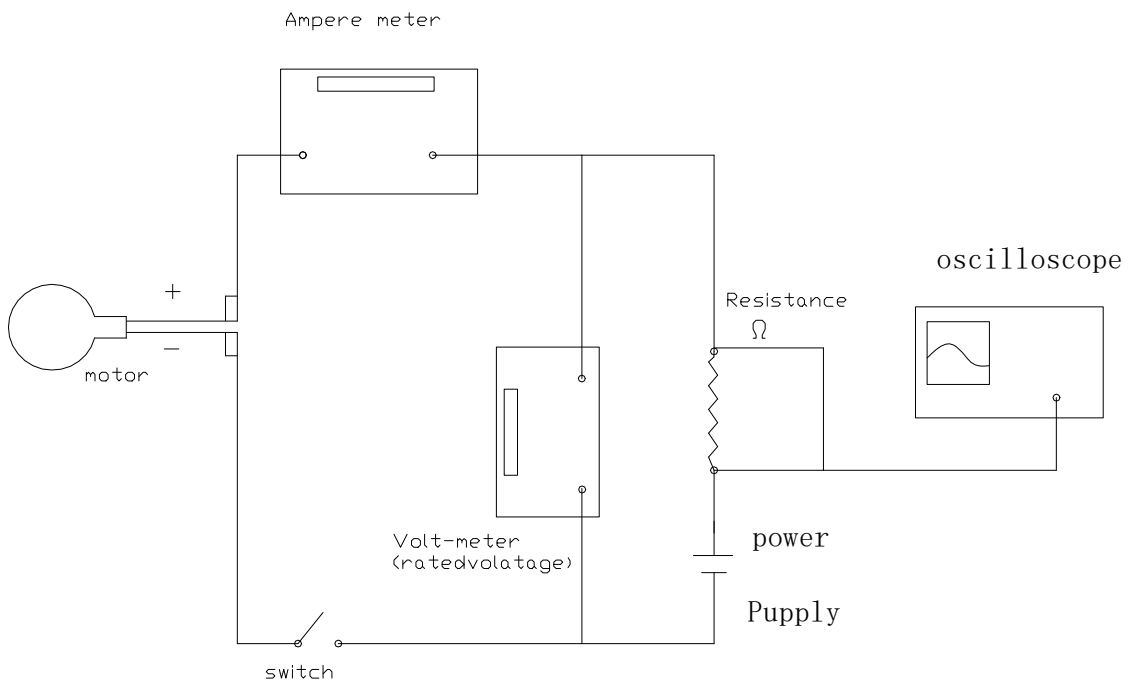 Ampere meter
oscilloscope
+
Resistance
Ω
−
motor
Volt-meter
(ratedvolatage)
power
Pupply
switch